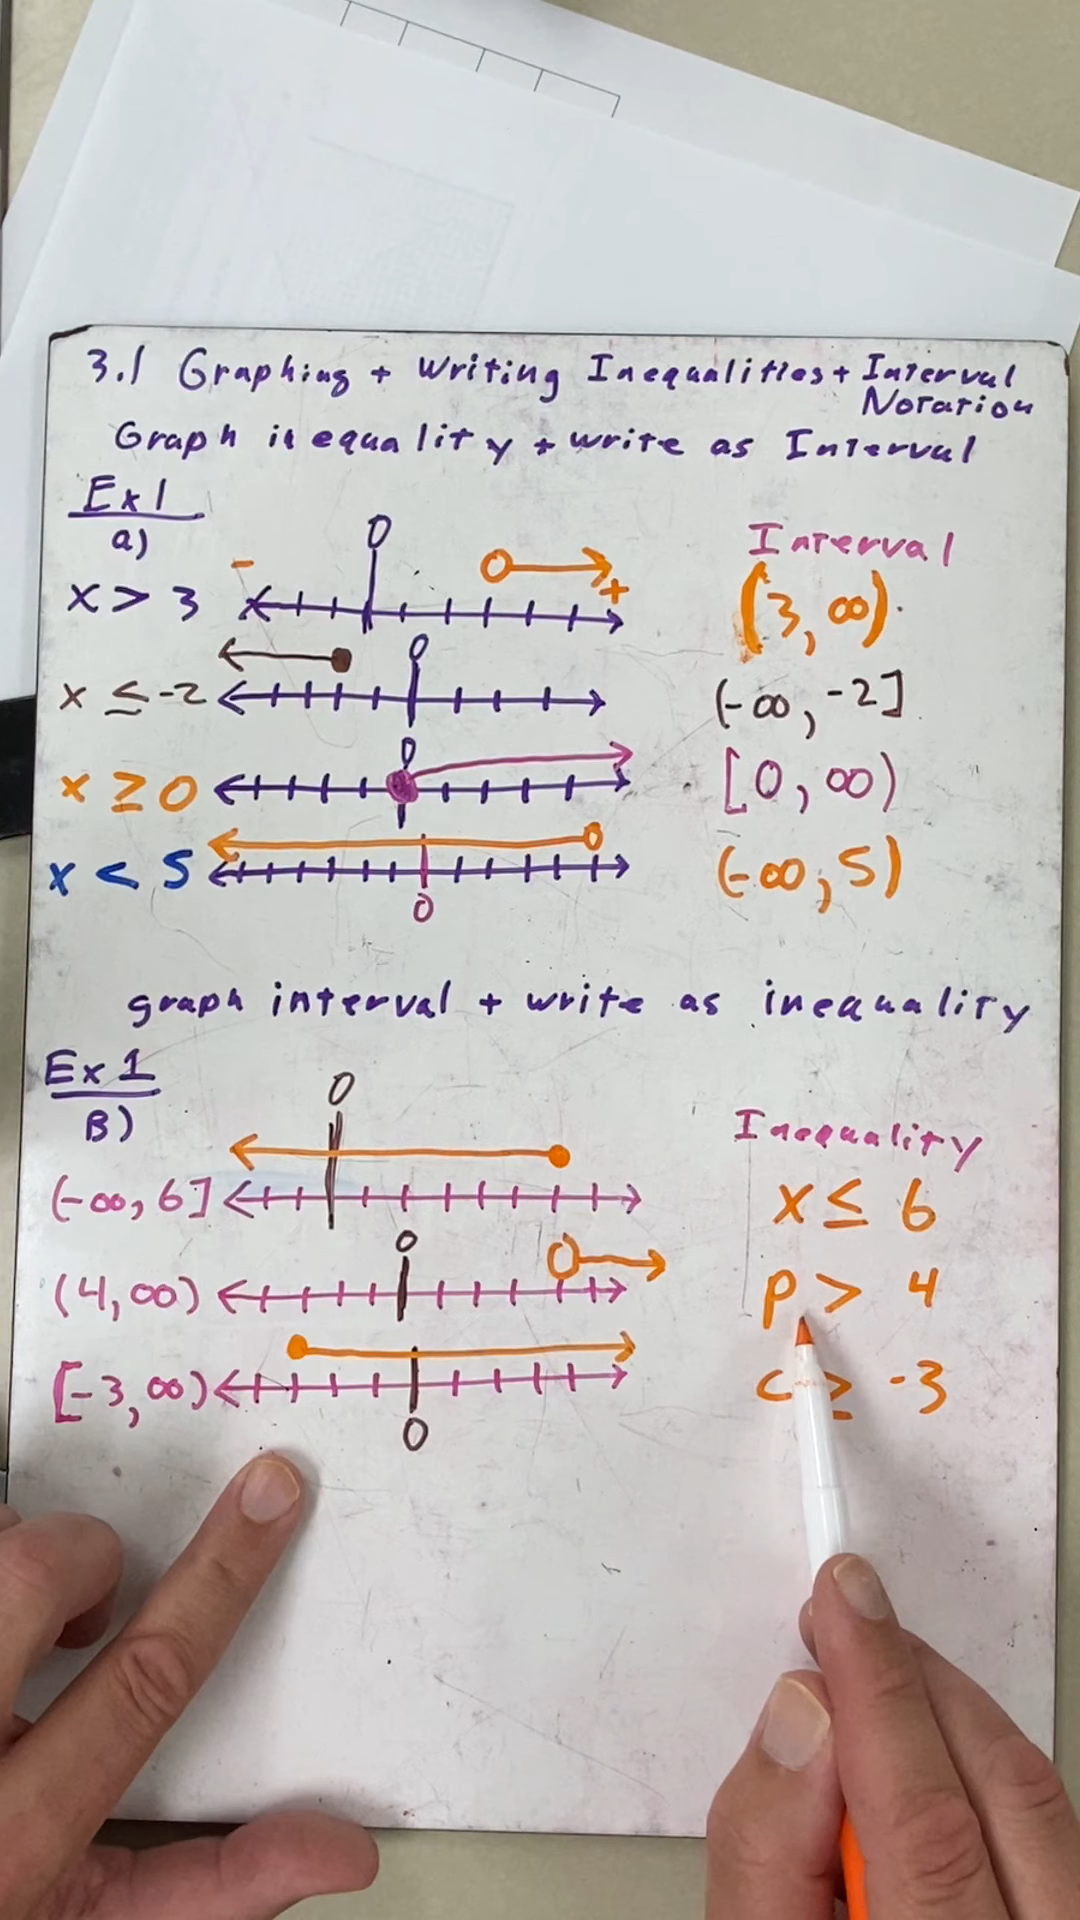 3.1 Graphing + Writing Inequalities + Interval
Notation
Graph inequality + write as Interval
Ex 1
a)
Interval
0
- +
x > 3
(3, ∞)
0
x ≤ -2
(-∞, -2]
0
x ≥ 0
[0, ∞)
x < 5
(-∞, 5)
0
graph interval + write as inequality
Ex 1
B)
Inequality
0
(-∞, 6]
x ≤ 6
0
(4, ∞)
p > 4
[-3, ∞)
c ≥ -3
0